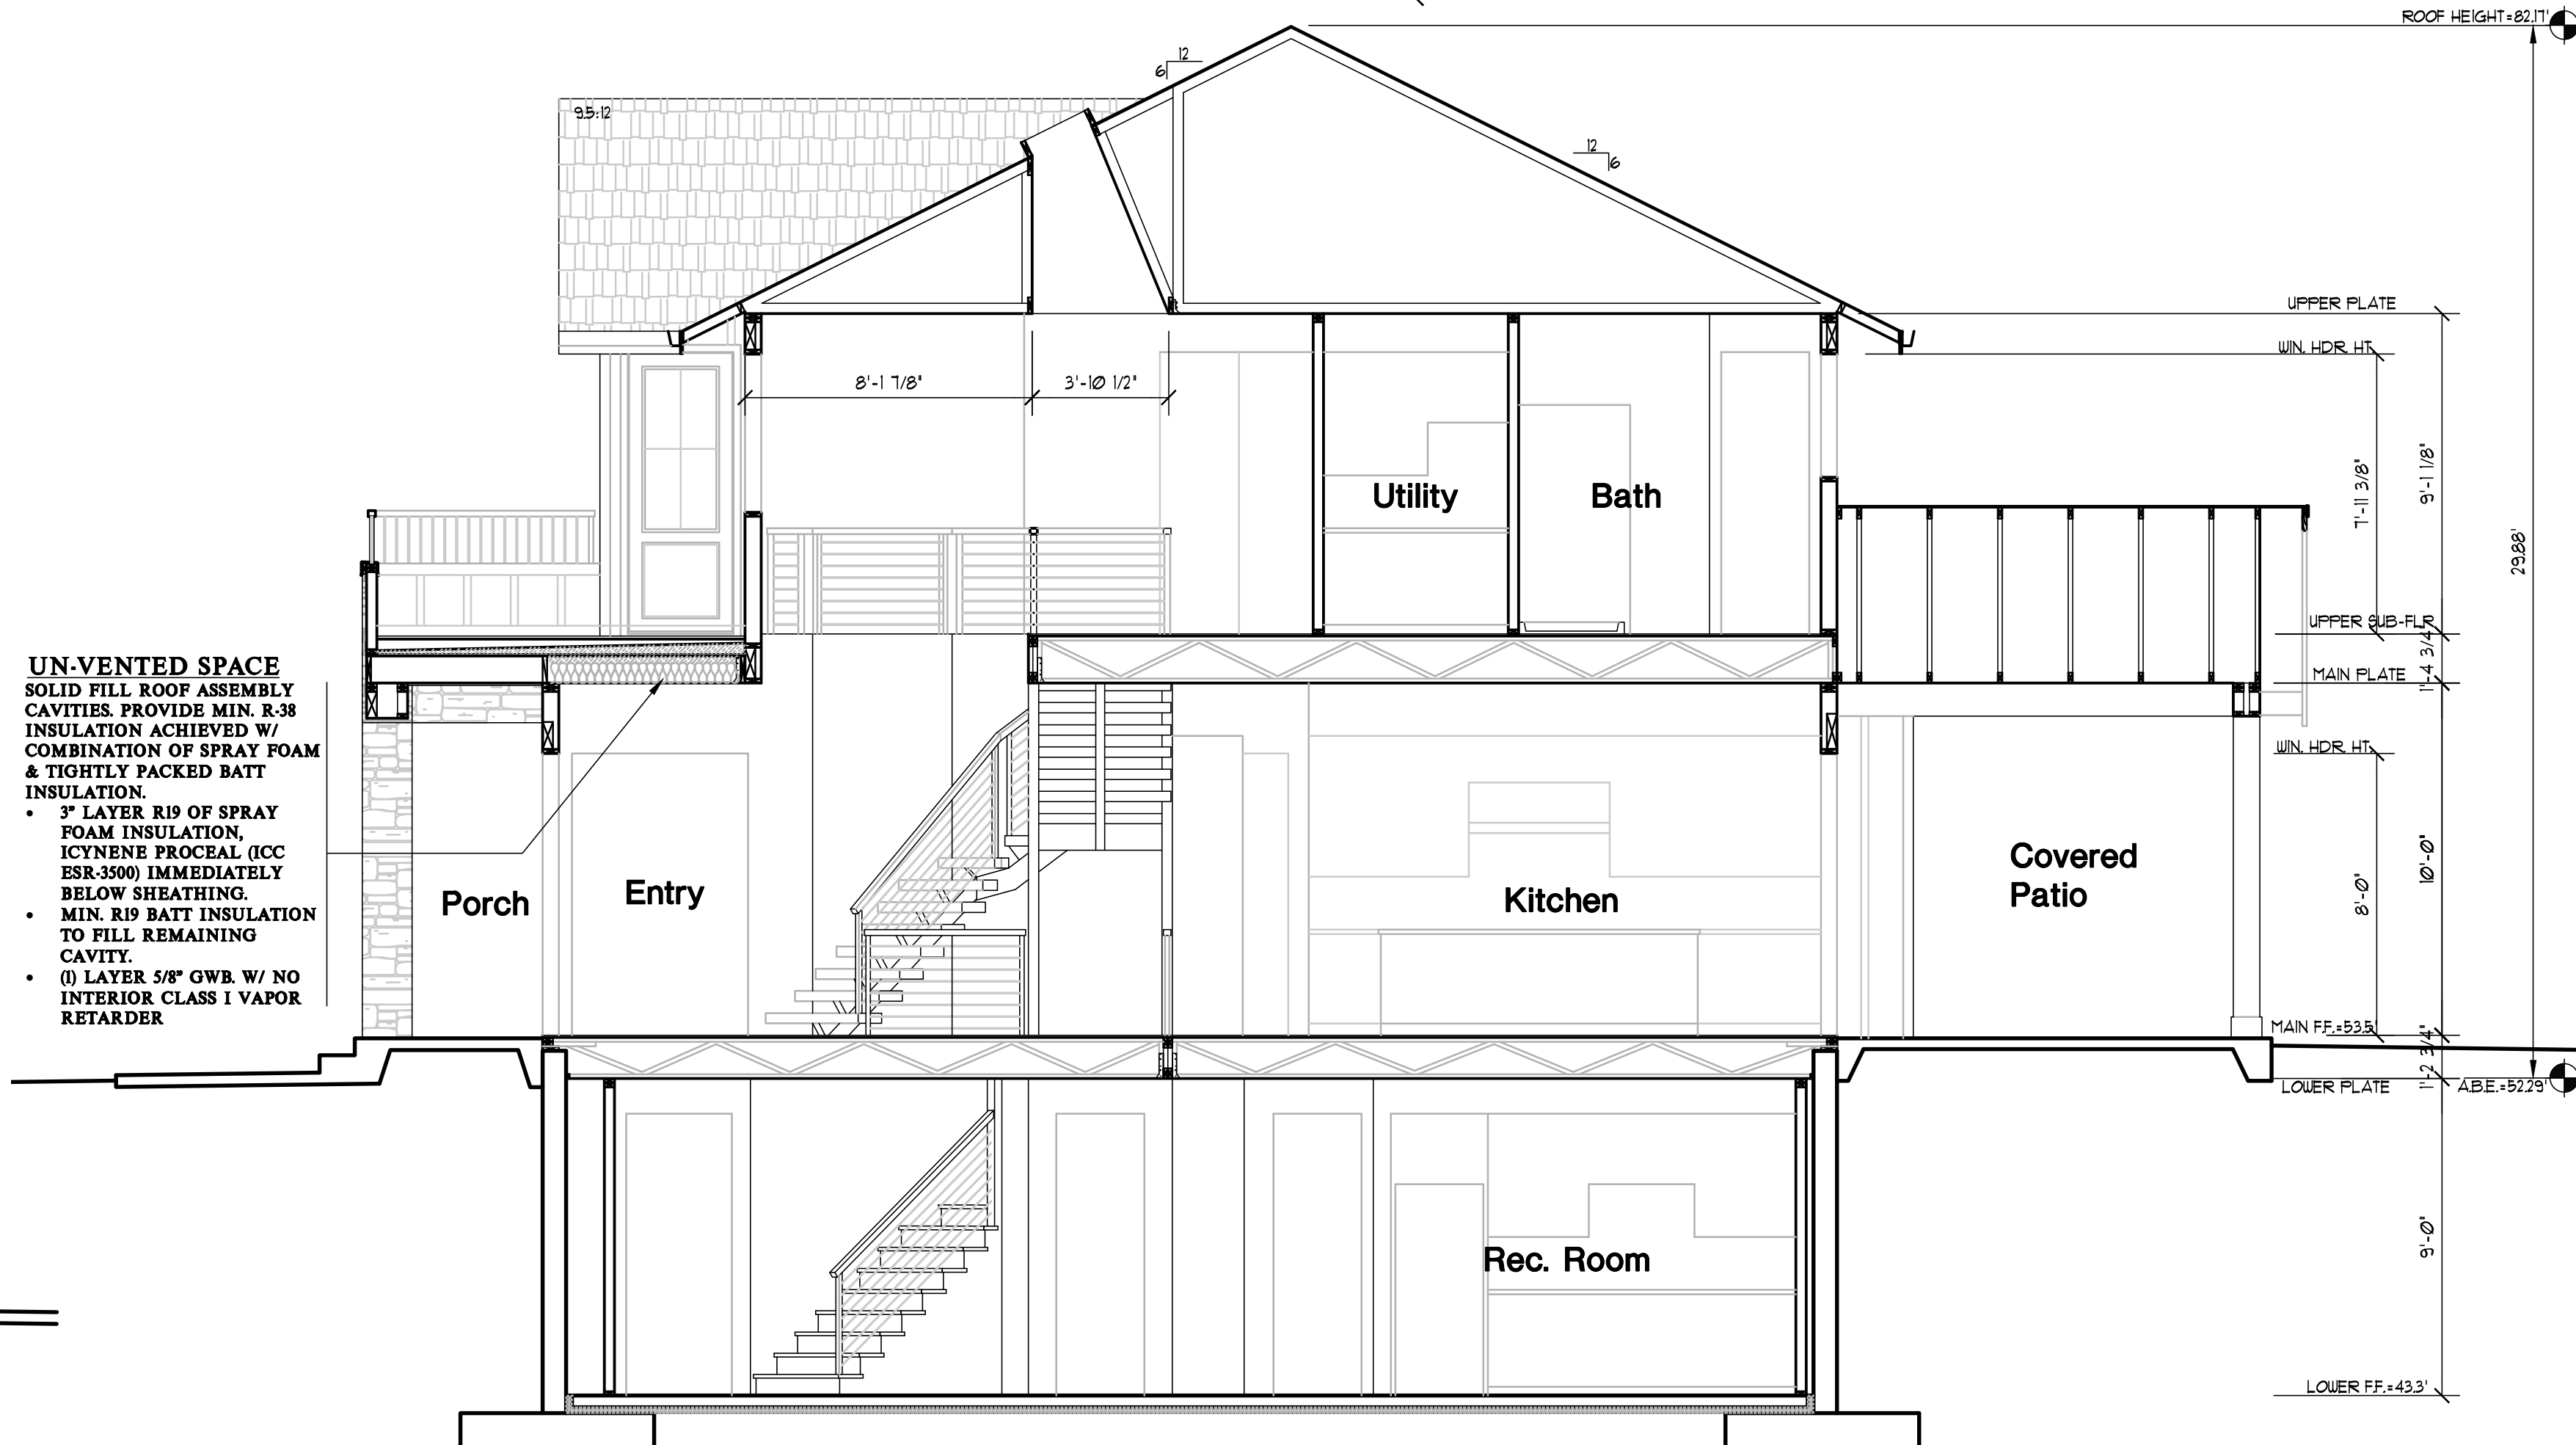 ROOF HEIGHT=82.17'
12
6
9.5:12
12
6
UPPER PLATE
WIN. HDR. HT.
8'-1 7/8"
3'-10 1/2"
9'-1 1/8"
7'-11 3/8"
Utility
Bath
29.88'
UPPER SUB-FLR
1'-4 3/4"
MAIN PLATE
UN-VENTED SPACE
SOLID FILL ROOF ASSEMBLY
CAVITIES. PROVIDE MIN. R-38
INSULATION ACHIEVED W/
COMBINATION OF SPRAY FOAM
& TIGHTLY PACKED BATT
INSULATION.
• 3" LAYER R19 OF SPRAY
FOAM INSULATION,
ICYNENE PROCEAL (ICC
ESR-3500) IMMEDIATELY
BELOW SHEATHING.
• MIN. R19 BATT INSULATION
TO FILL REMAINING
CAVITY.
• (1) LAYER 5/8" GWB. W/ NO
INTERIOR CLASS I VAPOR
RETARDER
WIN. HDR. HT.
Porch
Entry
Kitchen
Covered
Patio
8'-0"
10'-0"
MAIN F.F.=53.5'
1'-2 3/4"
LOWER PLATE
A.B.E.=52.29'
Rec. Room
9'-0"
LOWER F.F.=43.3'